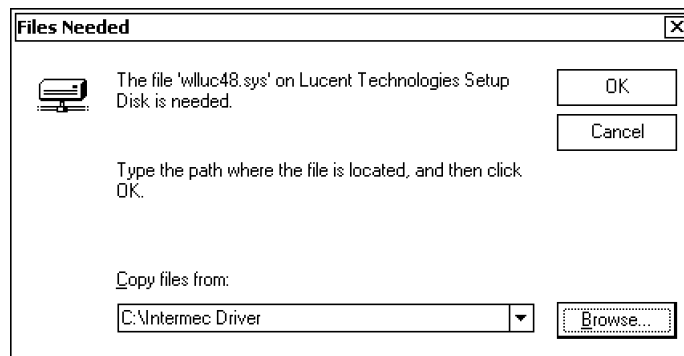 Files Needed
The file 'wlluc48.sys' on Lucent Technologies Setup
Disk is needed.
OK
Cancel
Type the path where the file is located, and then click
OK.
Copy files from:
C:\Intermec Driver
Browse...